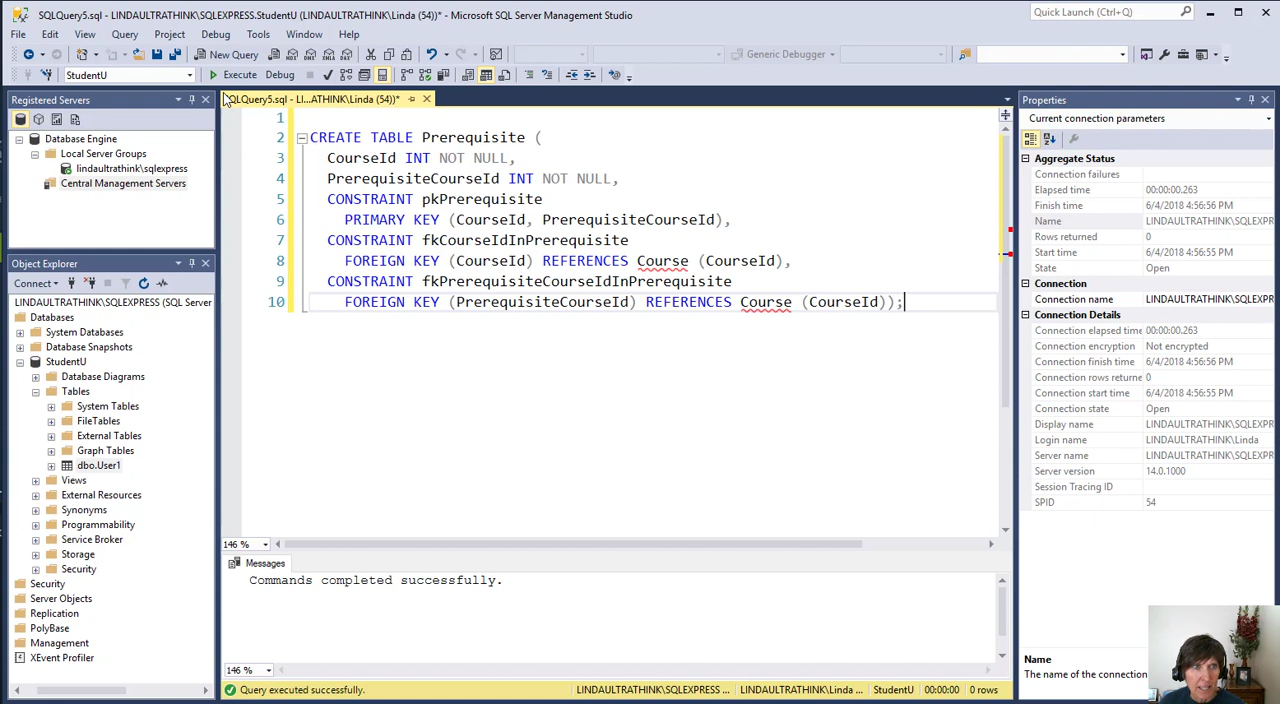 SQLQuery5.sql - LINDAULTRATHINK\SQLEXPRESS.StudentU (LINDAULTRATHINK\Linda (54))* - Microsoft SQL Server Management Studio
Quick Launch (Ctrl+Q)
File Edit View Query Project Debug Tools Window Help
New Query
Generic Debugger
StudentU
Execute Debug
Registered Servers
Database Engine
Local Server Groups
lindaultrathink\sqlexpress
Central Management Servers
Object Explorer
Connect
LINDAULTRATHINK\SQLEXPRESS (SQL Server
Databases
System Databases
Database Snapshots
StudentU
Database Diagrams
Tables
System Tables
FileTables
External Tables
Graph Tables
dbo.User1
Views
External Resources
Synonyms
Programmability
Service Broker
Storage
Security
Security
Server Objects
Replication
PolyBase
Management
XEvent Profiler
SQLQuery5.sql - LI...ATHINK\Linda (54))*
1
2 CREATE TABLE Prerequisite (
3 CourseId INT NOT NULL,
4 PrerequisiteCourseId INT NOT NULL,
5 CONSTRAINT pkPrerequisite
6 PRIMARY KEY (CourseId, PrerequisiteCourseId),
7 CONSTRAINT fkCourseIdInPrerequisite
8 FOREIGN KEY (CourseId) REFERENCES Course (CourseId),
9 CONSTRAINT fkPrerequisiteCourseIdInPrerequisite
10 FOREIGN KEY (PrerequisiteCourseId) REFERENCES Course (CourseId));
146 %
Messages
Commands completed successfully.
146 %
Query executed successfully.
LINDAULTRATHINK\SQLEXPRESS ... LINDAULTRATHINK\Linda ... StudentU 00:00:00 0 rows
Properties
Current connection parameters
Aggregate Status
Connection failures
Elapsed time 00:00:00.263
Finish time 6/4/2018 4:56:56 PM
Name LINDAULTRATHINK\SQLEXPR
Rows returned 0
Start time 6/4/2018 4:56:55 PM
State Open
Connection
Connection name LINDAULTRATHINK\SQLEXPR
Connection Details
Connection elapsed time 00:00:00.263
Connection encryption Not encrypted
Connection finish time 6/4/2018 4:56:56 PM
Connection rows returne 0
Connection start time 6/4/2018 4:56:55 PM
Connection state Open
Display name LINDAULTRATHINK\SQLEXPR
Login name LINDAULTRATHINK\Linda
Server name LINDAULTRATHINK\SQLEXPR
Server version 14.0.1000
Session Tracing ID
SPID 54
Name
The name of the connection